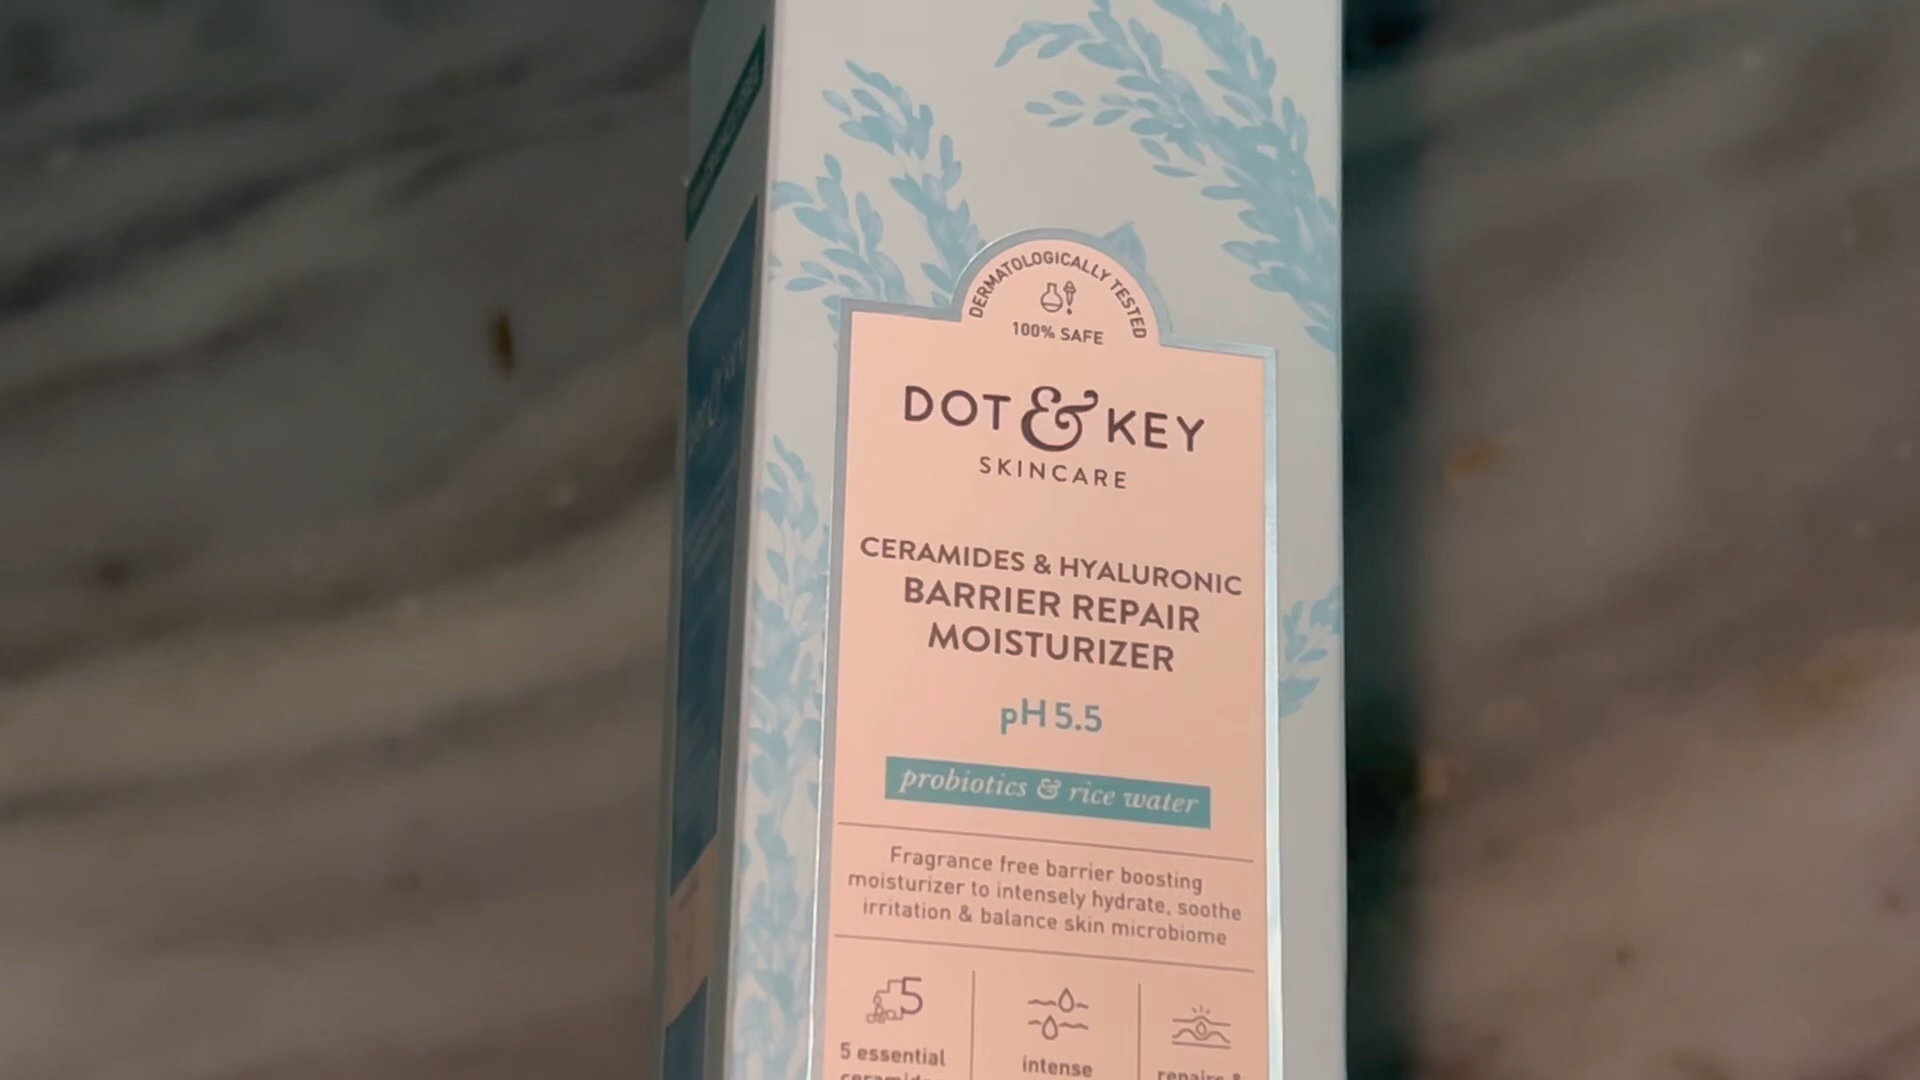 DERMATOLOGICALLY TESTED
100% SAFE
DOT & KEY
SKINCARE
CERAMIDES & HYALURONIC
BARRIER REPAIR
MOISTURIZER
pH 5.5
probiotics & rice water
Fragrance free barrier boosting
moisturizer to intensely hydrate, soothe
irritation & balance skin microbiome
5
5 essential
intense
repairs &